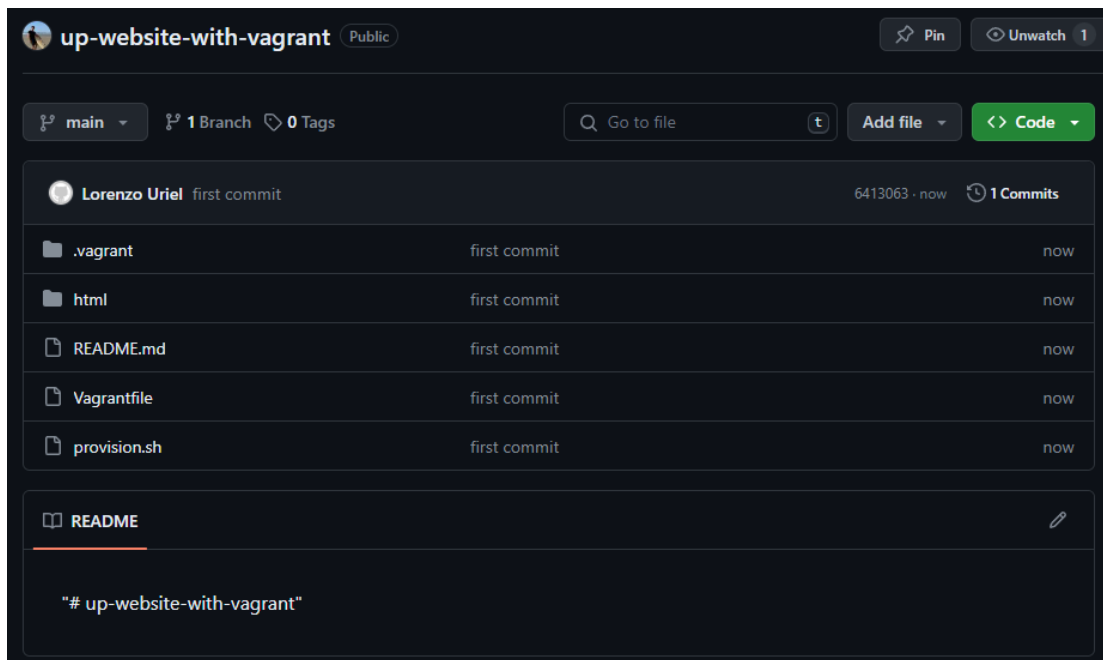 up-website-with-vagrant Public Pin Unwatch 1
main 1 Branch 0 Tags Go to file t Add file <> Code
Lorenzo Uriel first commit 6413063 · now 1 Commits
.vagrant first commit now
html first commit now
README.md first commit now
Vagrantfile first commit now
provision.sh first commit now
README
"# up-website-with-vagrant"